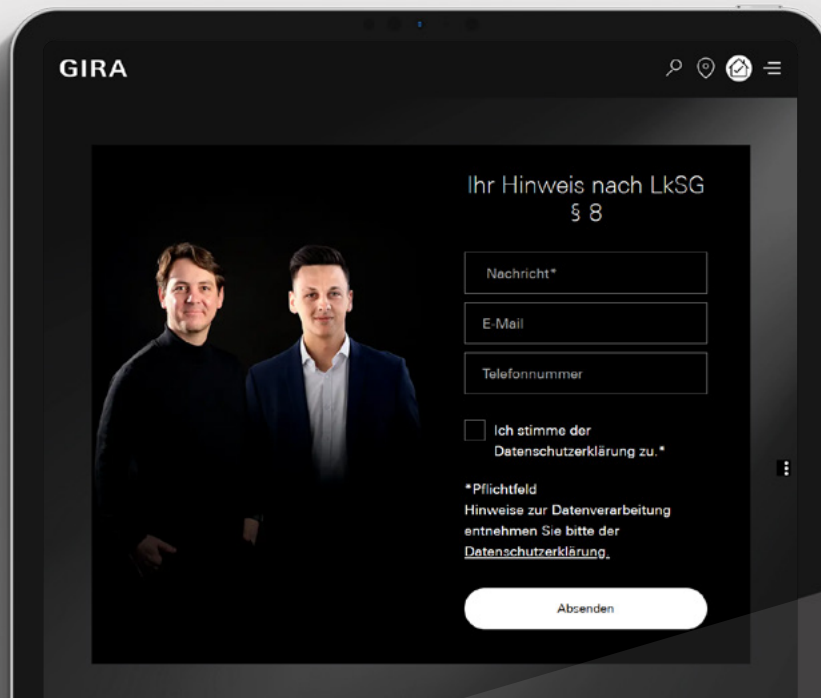 GIRA
Ihr Hinweis nach LkSG
§ 8
Nachricht*
E-Mail
Telefonnummer
Ich stimme der
Datenschutzerklärung zu.*
*Pflichtfeld
Hinweise zur Datenverarbeitung
entnehmen Sie bitte der
Datenschutzerklärung.
Absenden